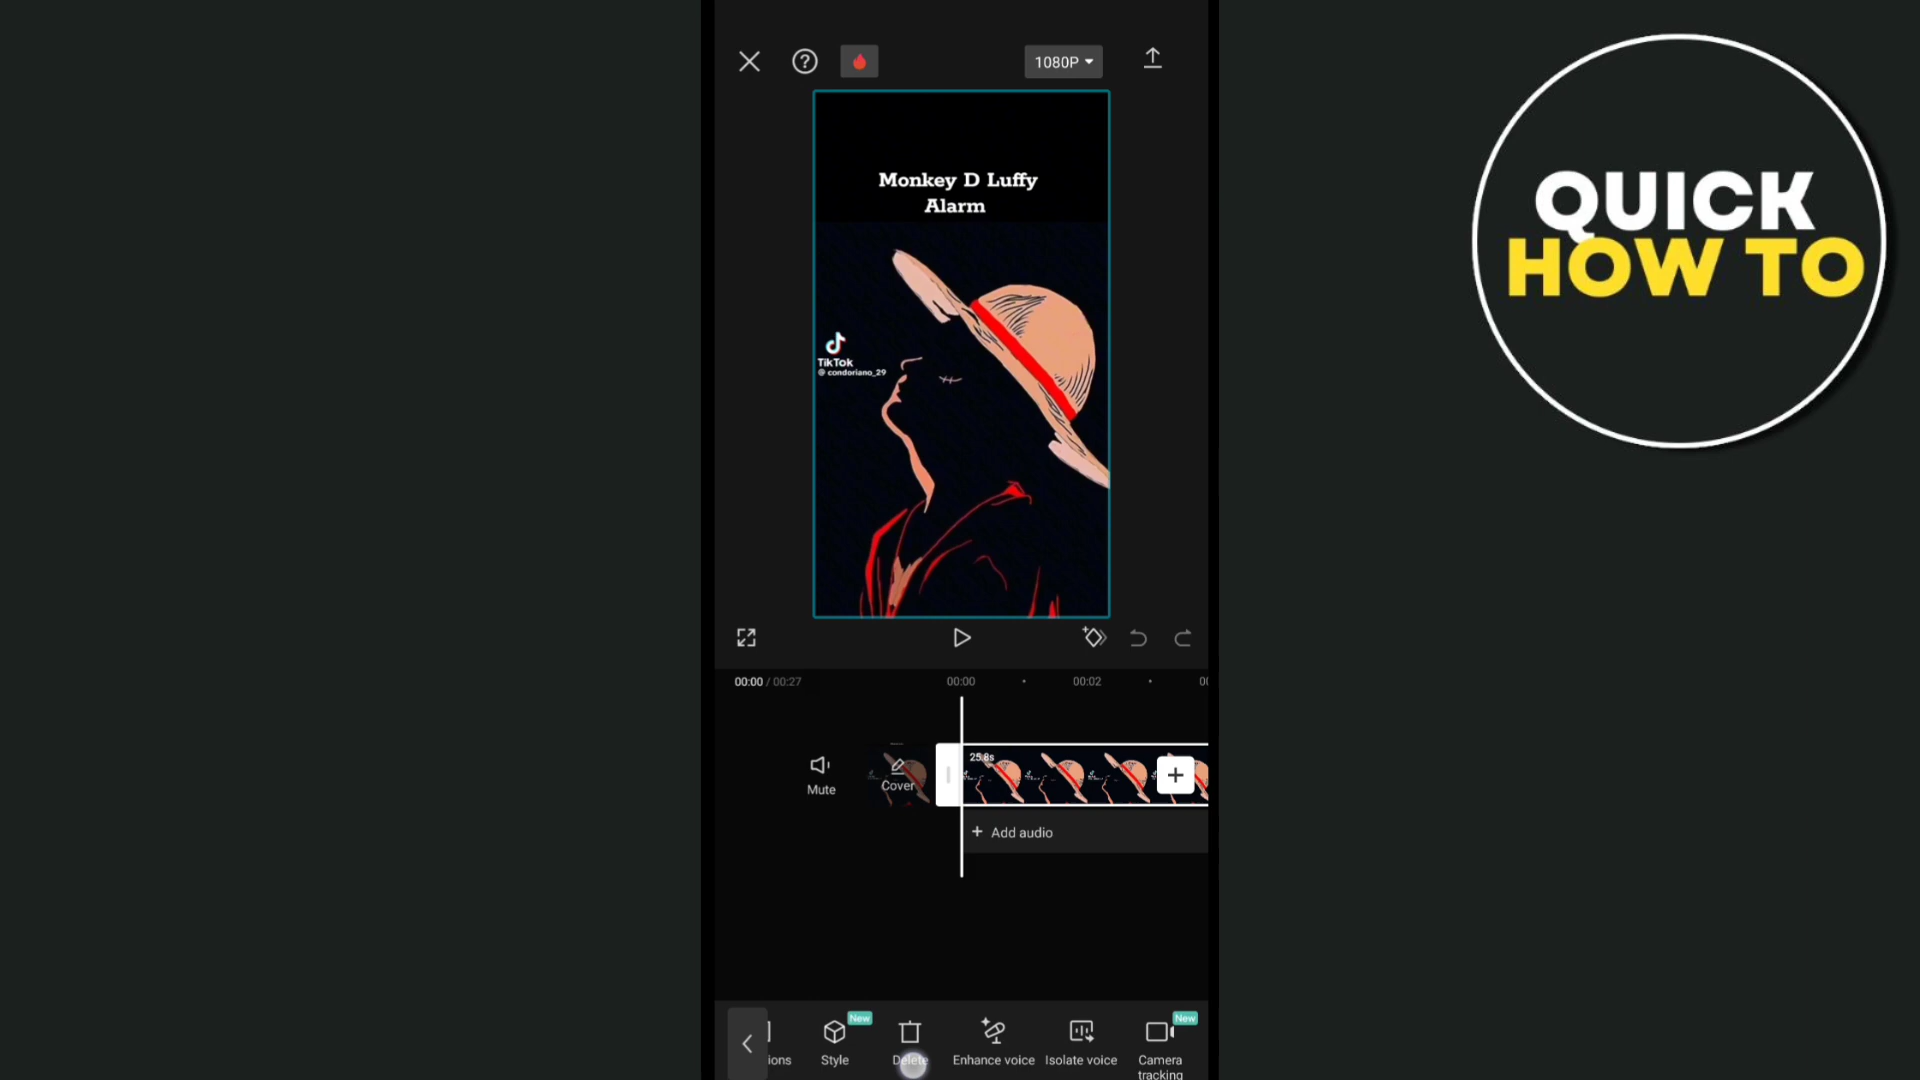 1080P
QUICK
HOW TO
Monkey D Luffy
Alarm
TikTok
@ condoriano_29
00:00 / 00:27
00:00
00:02
25.8s
Mute
Cover
+ Add audio
New
New
ions
Style
Delete
Enhance voice
Isolate voice
Camera
tracking